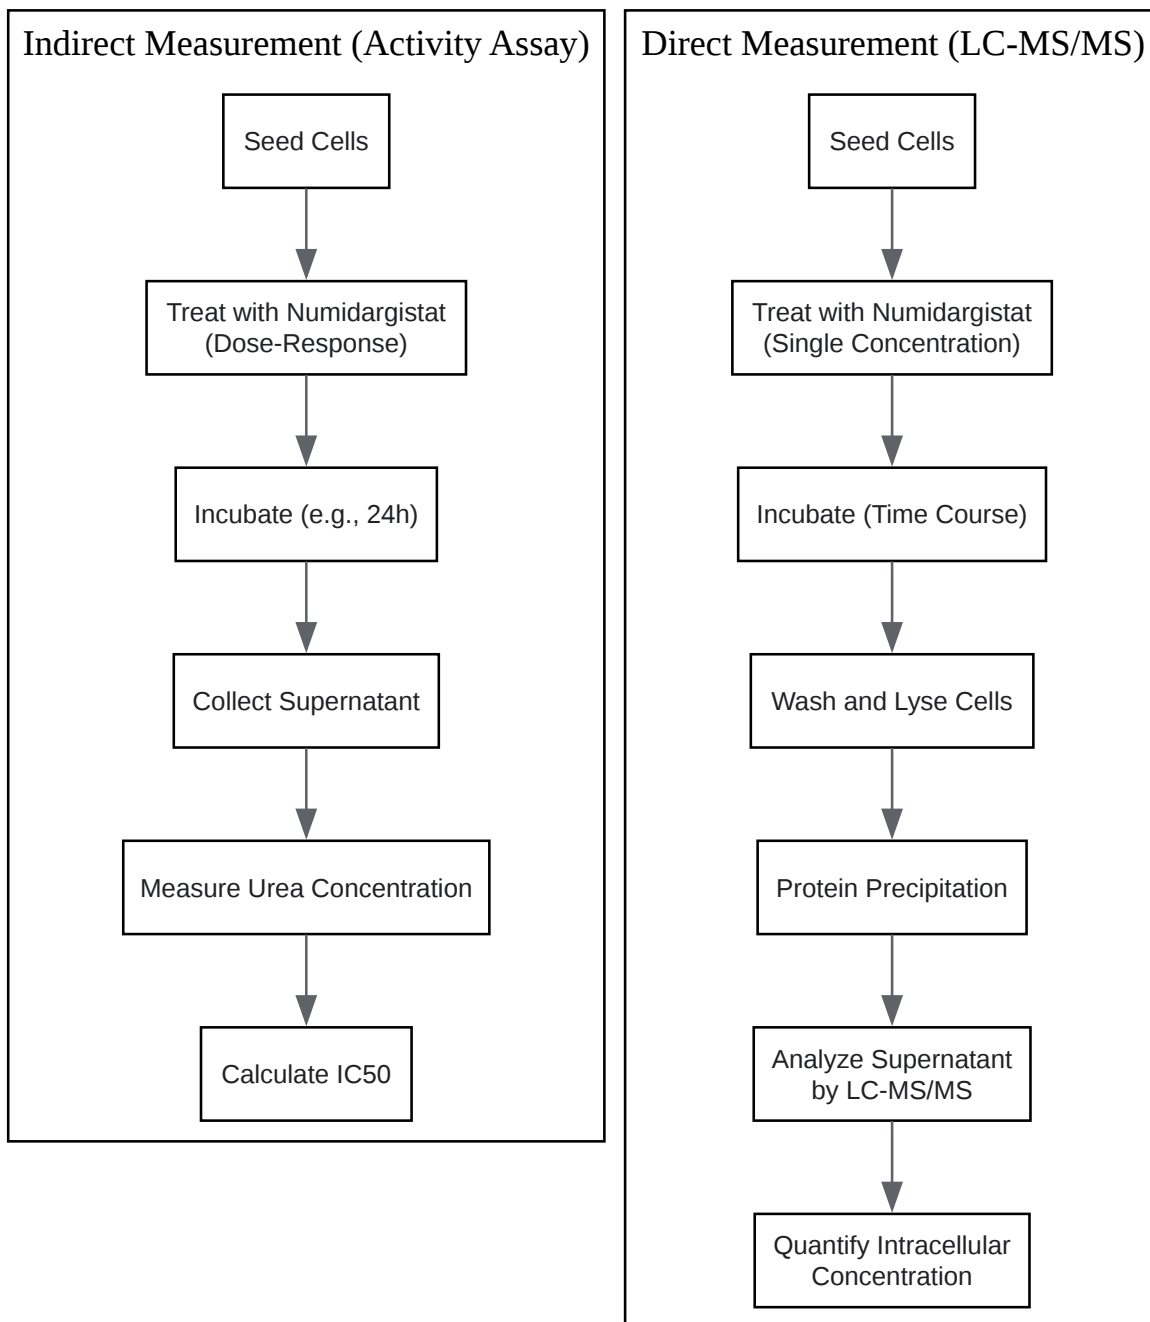 Indirect Measurement (Activity Assay)
Seed Cells
Treat with Numidargistat
(Dose-Response)
Incubate (e.g., 24h)
Collect Supernatant
Measure Urea Concentration
Calculate IC50
Direct Measurement (LC-MS/MS)
Seed Cells
Treat with Numidargistat
(Single Concentration)
Incubate (Time Course)
Wash and Lyse Cells
Protein Precipitation
Analyze Supernatant
by LC-MS/MS
Quantify Intracellular
Concentration